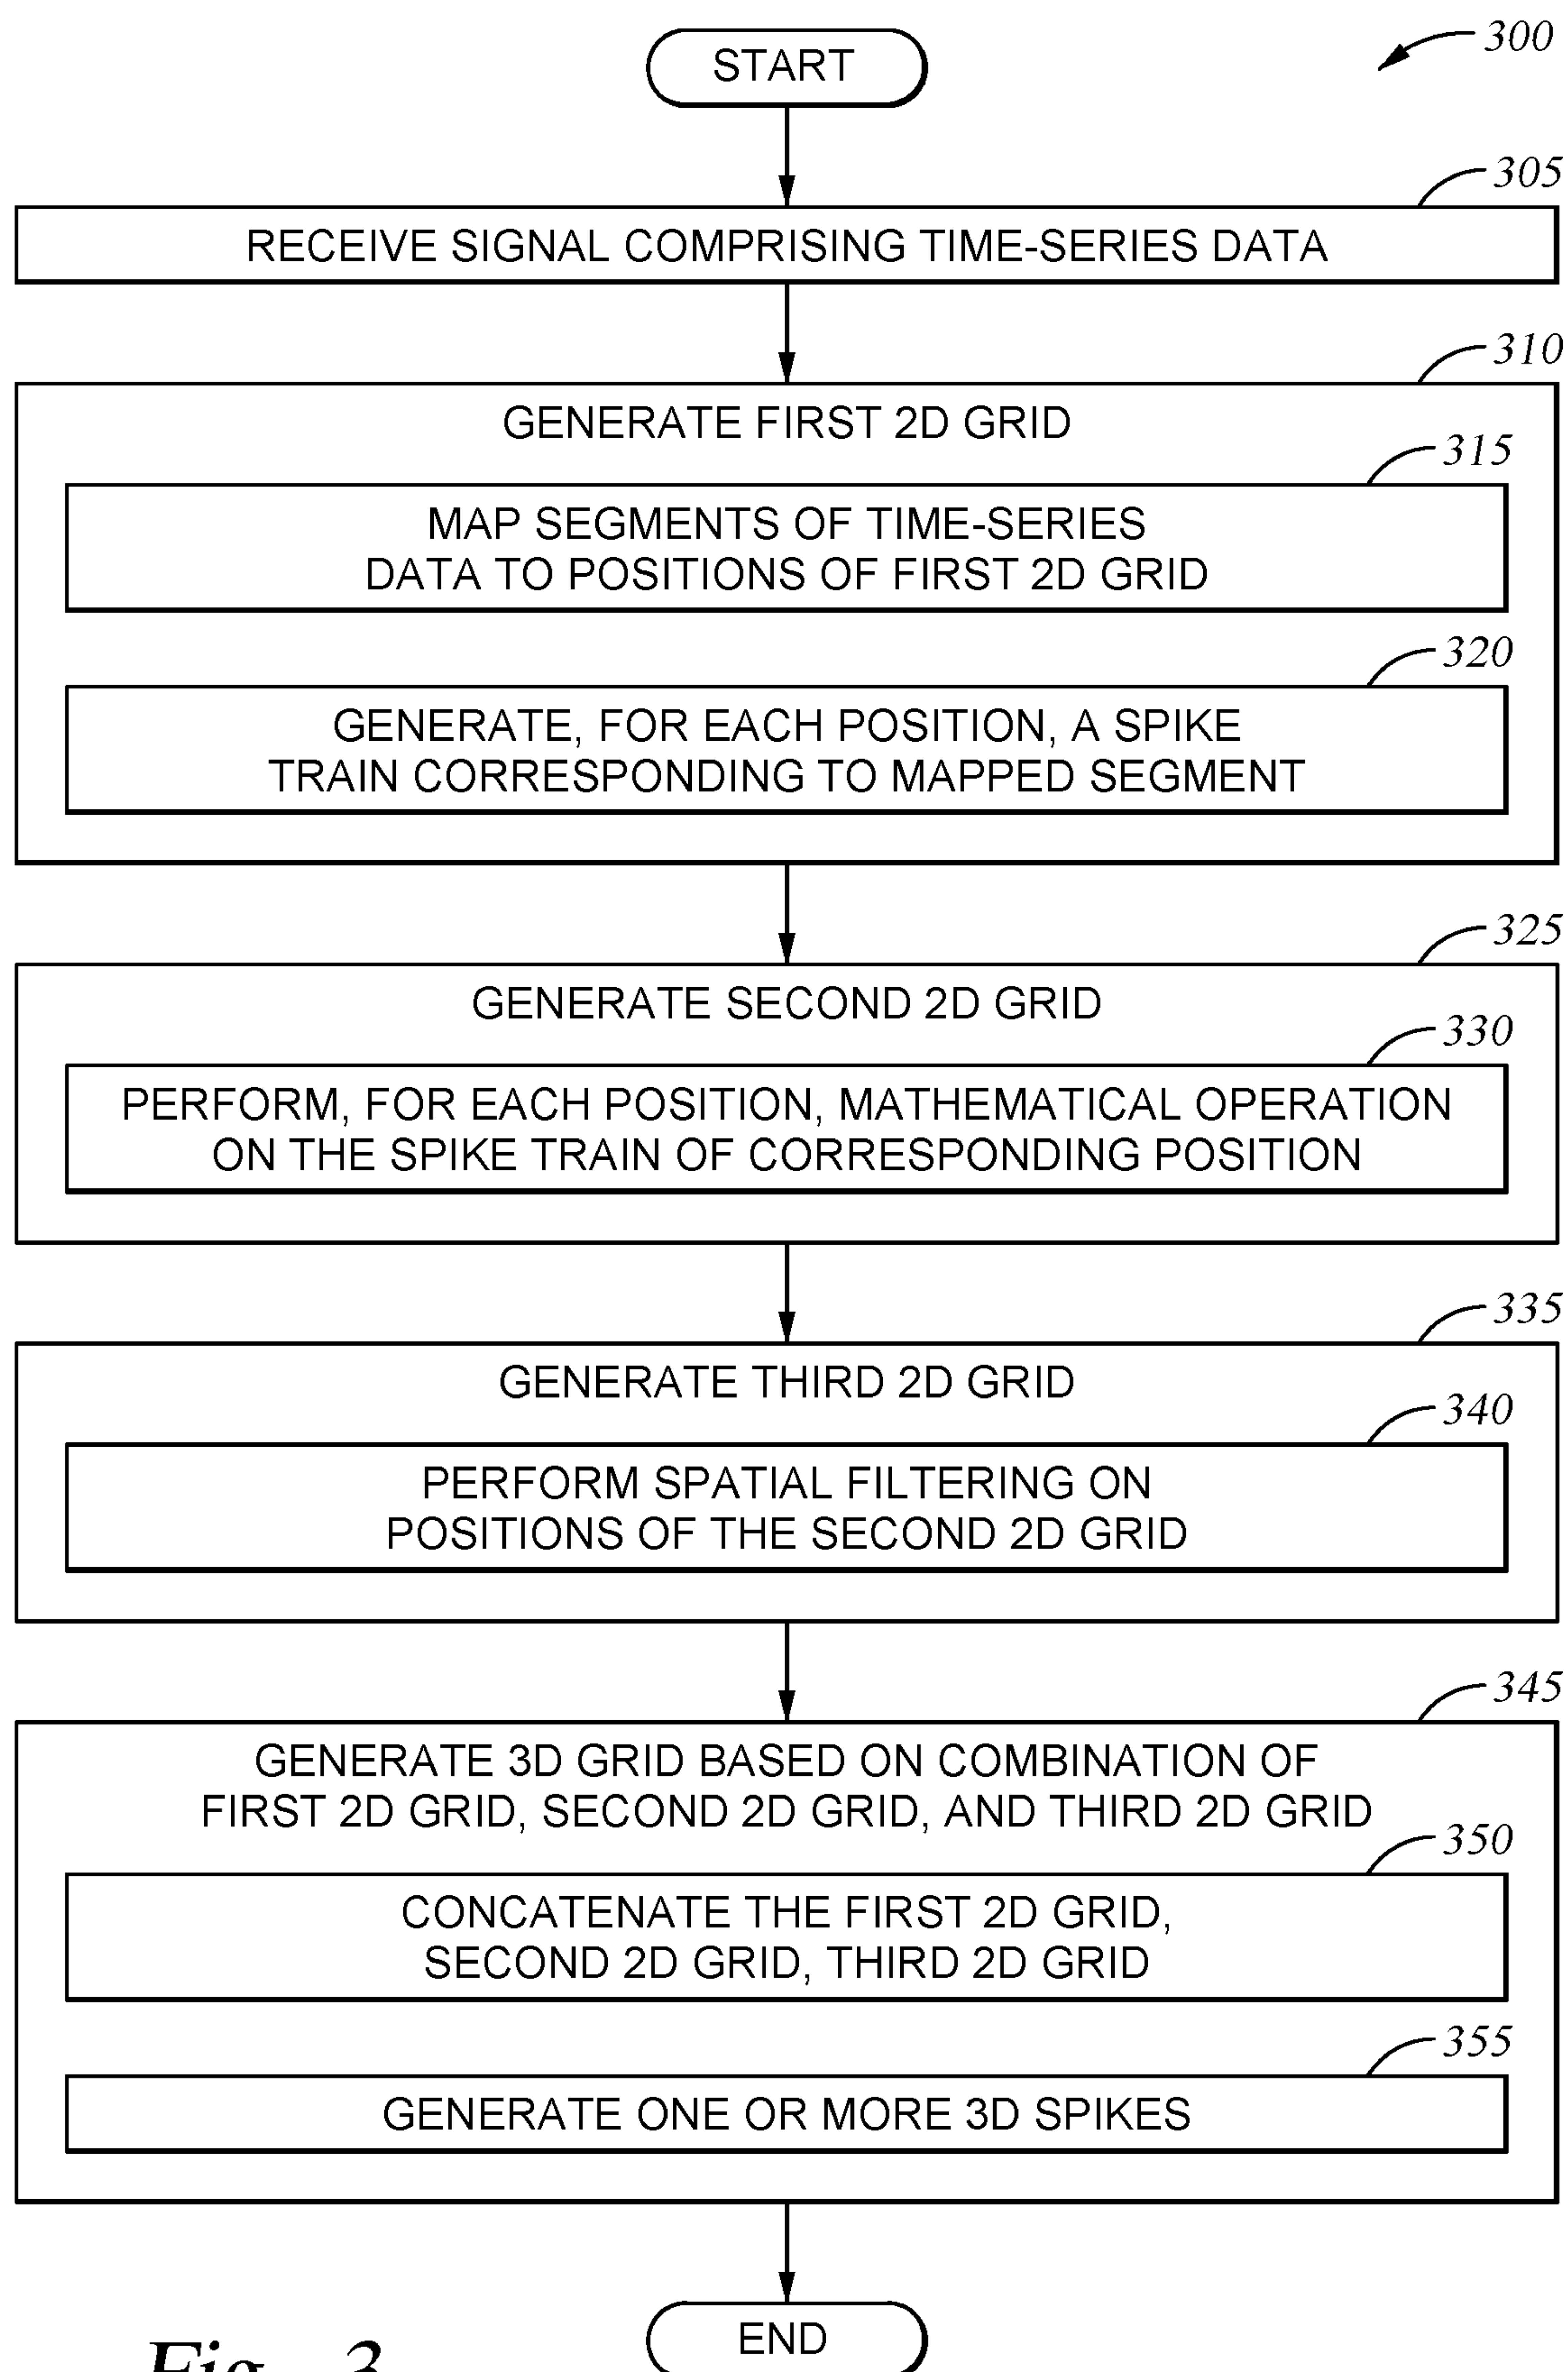 300
START
305
RECEIVE SIGNAL COMPRISING TIME-SERIES DATA
310
GENERATE FIRST 2D GRID
315
MAP SEGMENTS OF TIME-SERIES
DATA TO POSITIONS OF FIRST 2D GRID
320
GENERATE, FOR EACH POSITION, A SPIKE
TRAIN CORRESPONDING TO MAPPED SEGMENT
325
GENERATE SECOND 2D GRID
330
PERFORM, FOR EACH POSITION, MATHEMATICAL OPERATION
ON THE SPIKE TRAIN OF CORRESPONDING POSITION
335
GENERATE THIRD 2D GRID
340
PERFORM SPATIAL FILTERING ON
POSITIONS OF THE SECOND 2D GRID
345
GENERATE 3D GRID BASED ON COMBINATION OF
FIRST 2D GRID, SECOND 2D GRID, AND THIRD 2D GRID
350
CONCATENATE THE FIRST 2D GRID,
SECOND 2D GRID, THIRD 2D GRID
355
GENERATE ONE OR MORE 3D SPIKES
END
Fig. 3